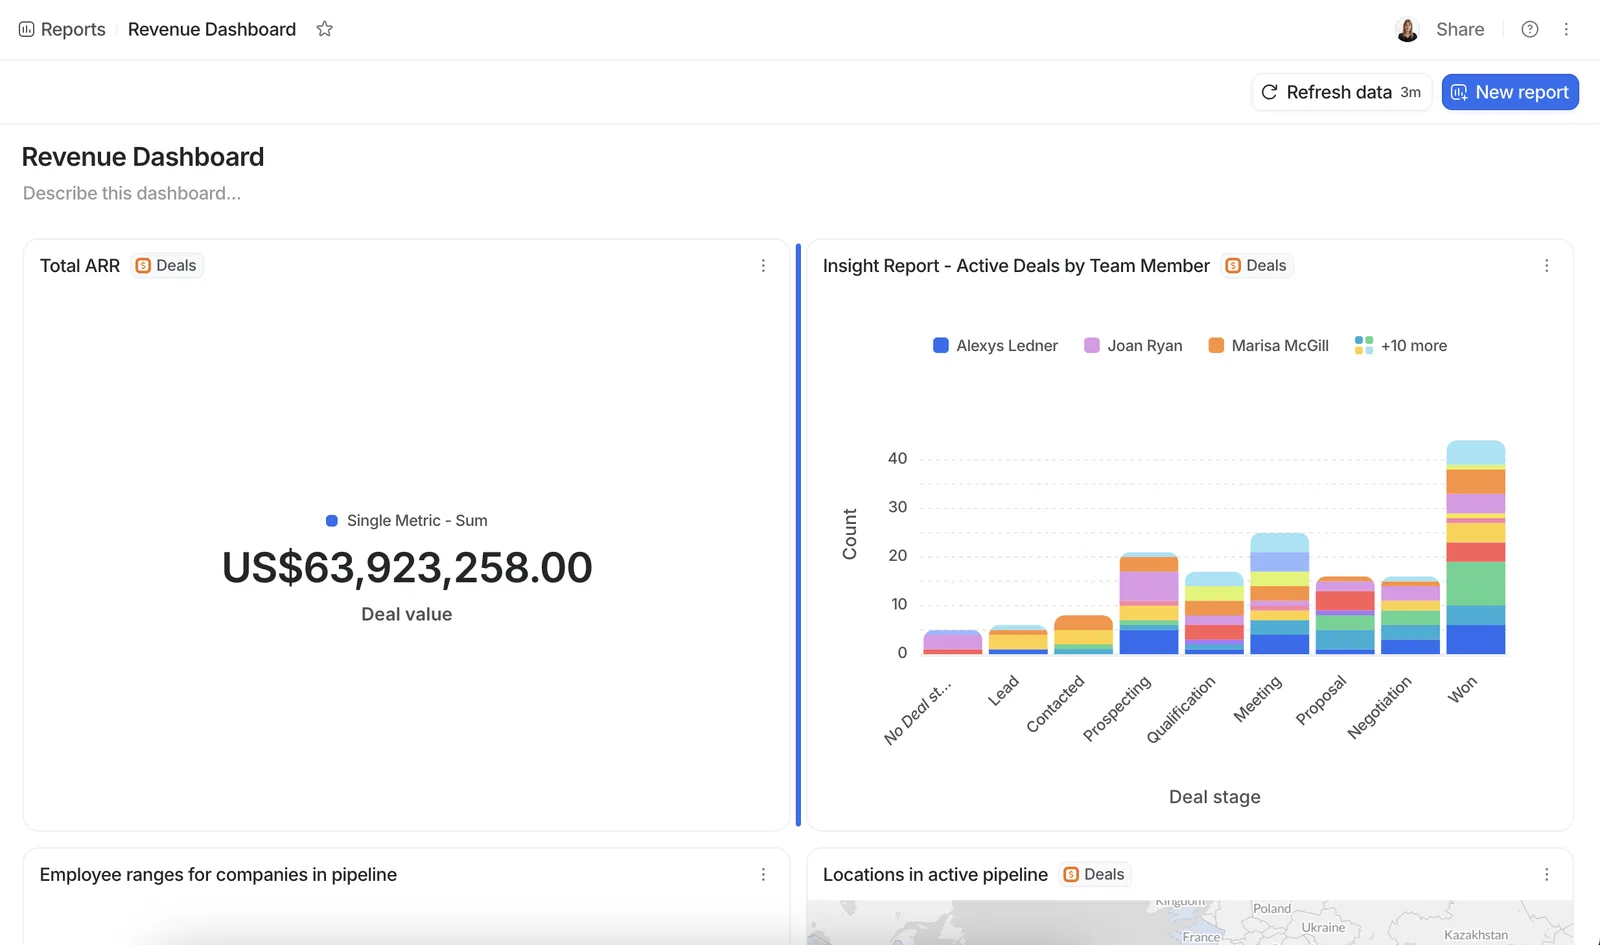 Reports
Revenue Dashboard
Share
Refresh data 3m
New report
Revenue Dashboard
Describe this dashboard...
Total ARR
Deals
Single Metric - Sum
US$63,923,258.00
Deal value
Insight Report - Active Deals by Team Member
Deals
Alexys Ledner
Joan Ryan
Marisa McGill
+10 more
Count
40
30
20
10
0
No Deal st...
Lead
Contacted
Prospecting
Qualification
Meeting
Proposal
Negotiation
Won
Deal stage
Employee ranges for companies in pipeline
Locations in active pipeline
Deals
Kingdom
Poland
Ukraine
France
Kazakhstan